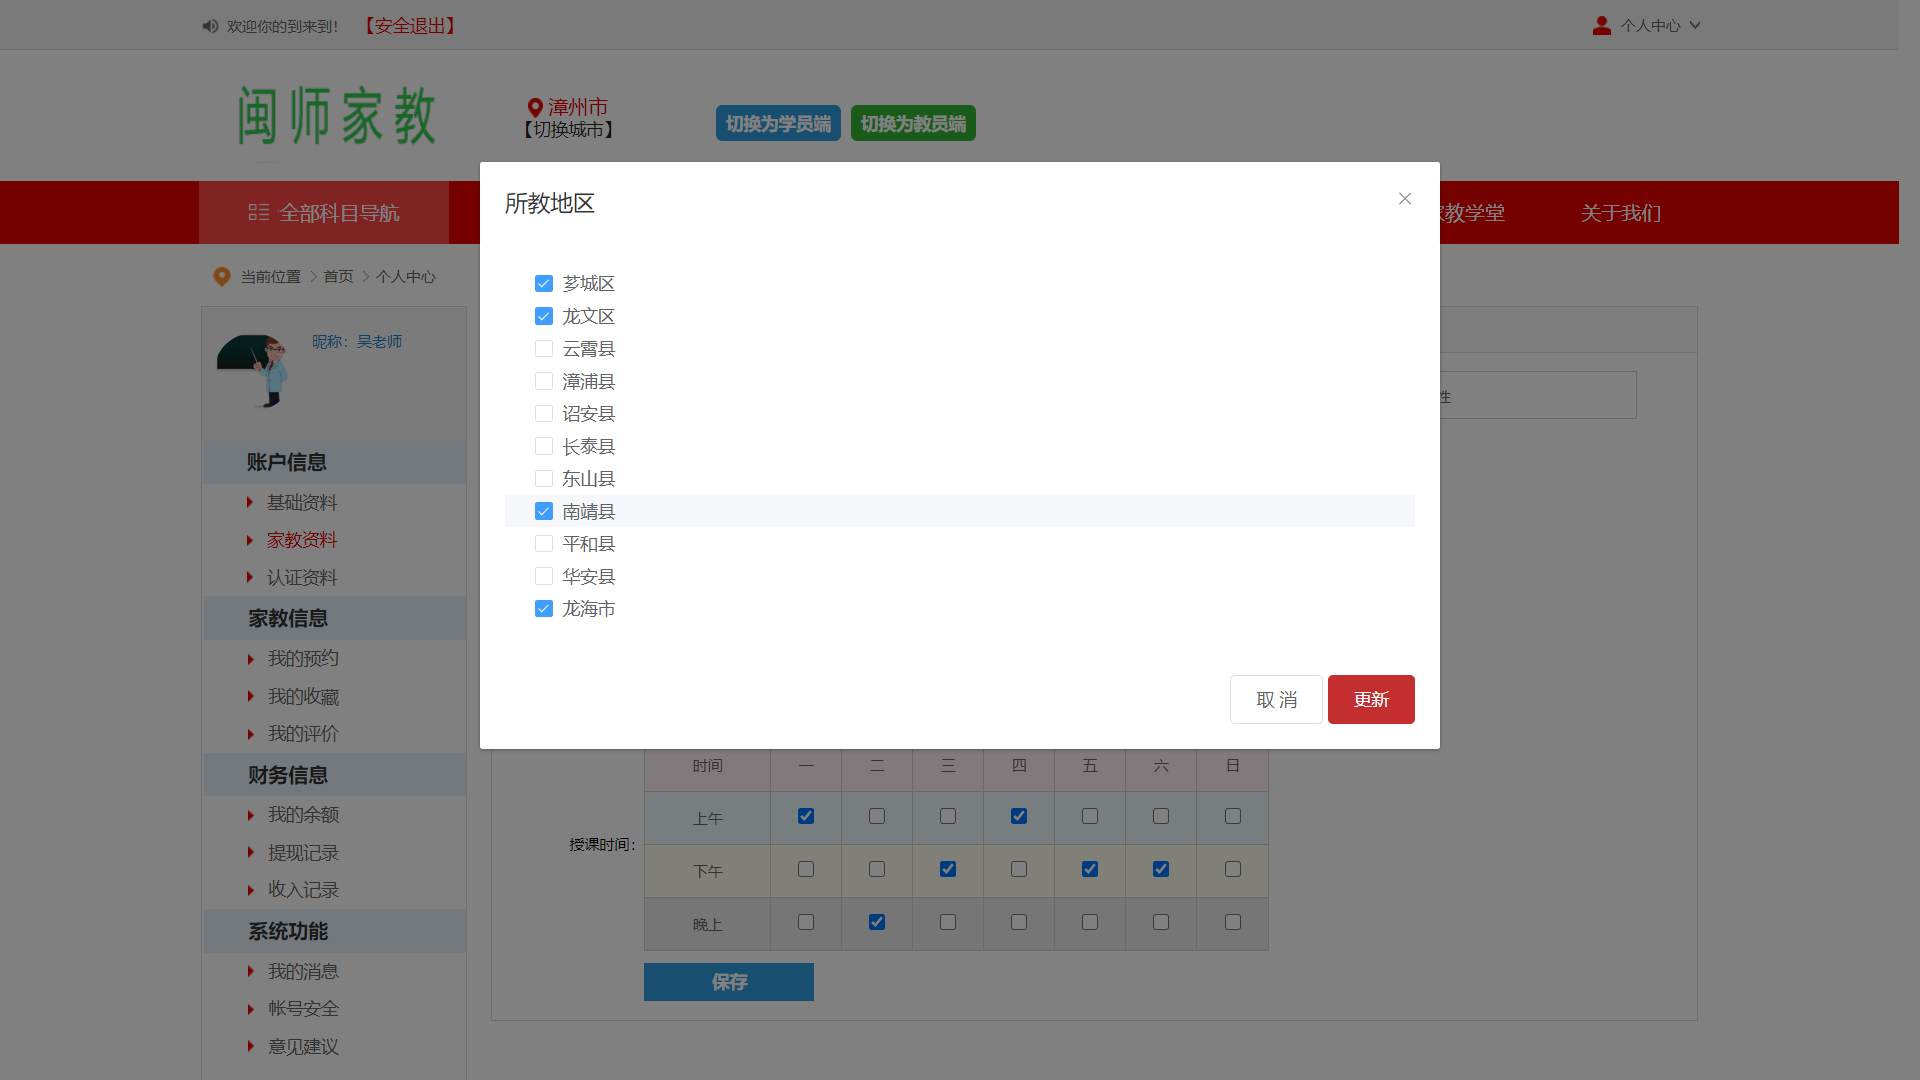 欢迎你的到来到!
【安全退出】
个人中心
闽师家教
漳州市
【切换城市】
切换为学员端
切换为教员端
全部科目导航
教学堂
关于我们
当前位置
首页
个人中心
昵称：吴老师
账户信息
基础资料
家教资料
认证资料
家教信息
我的预约
我的收藏
我的评价
财务信息
我的余额
提现记录
收入记录
系统功能
我的消息
帐号安全
意见建议
所教地区
芗城区
龙文区
云霄县
漳浦县
诏安县
长泰县
东山县
南靖县
平和县
华安县
龙海市
取 消
更新
性
授课时间：
时间 一 二 三 四 五 六 日
上午
下午
晚上
保存